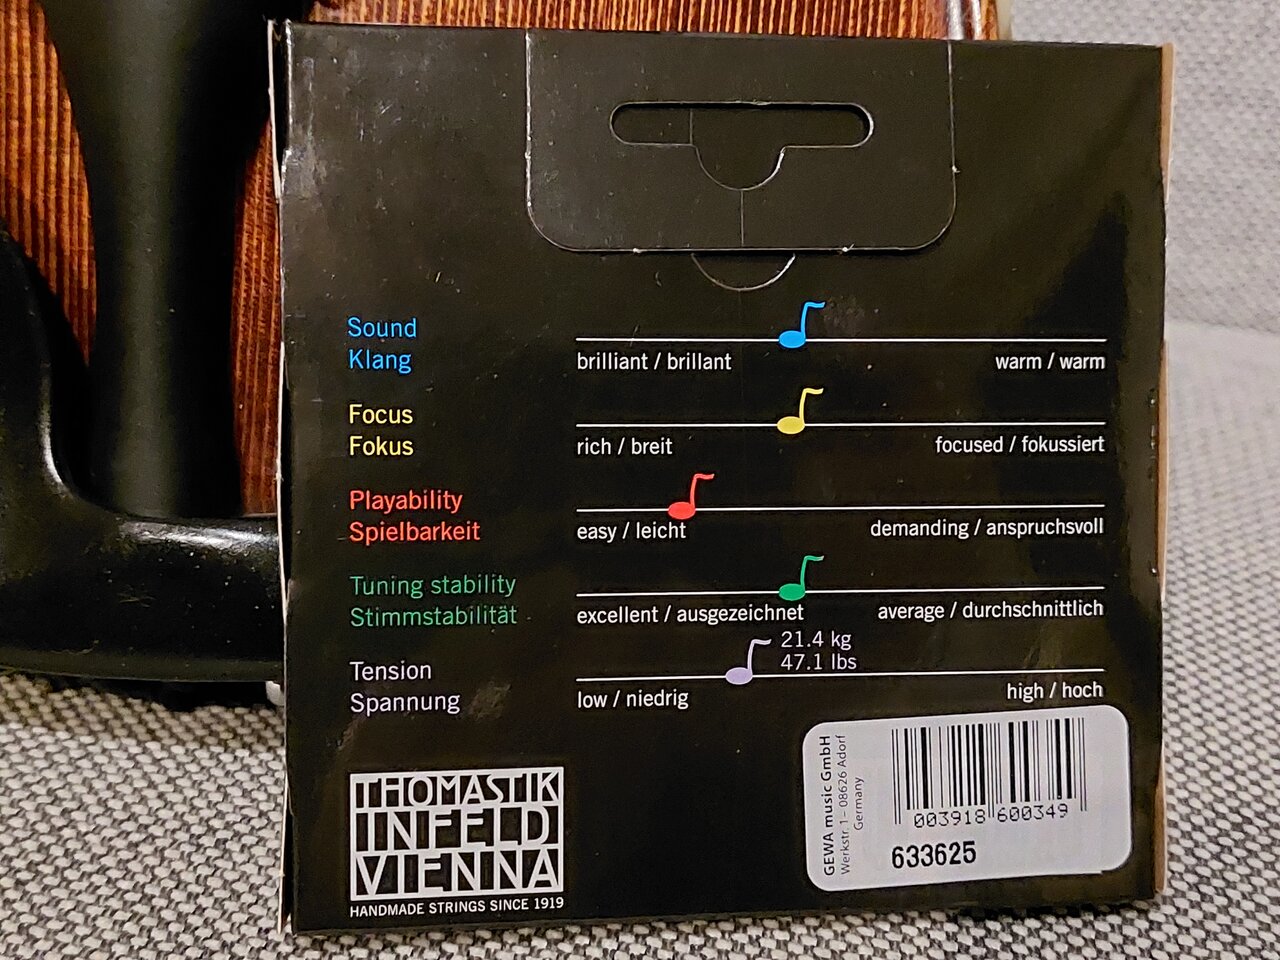 Sound
Klang
brilliant / brillant
warm / warm
Focus
Fokus
rich / breit
focused / fokussiert
Playability
Spielbarkeit
easy / leicht
demanding / anspruchsvoll
Tuning stability
Stimmstabilität
excellent / ausgezeichnet
average / durchschnittlich
Tension
Spannung
21.4 kg
47.1 lbs
low / niedrig
high / hoch
THOMASTIK
INFELD
VIENNA
HANDMADE STRINGS SINCE 1919
GEWA music GmbH
Werkstr. 1 – 08626 Adorf
Germany
003918 600349
633625